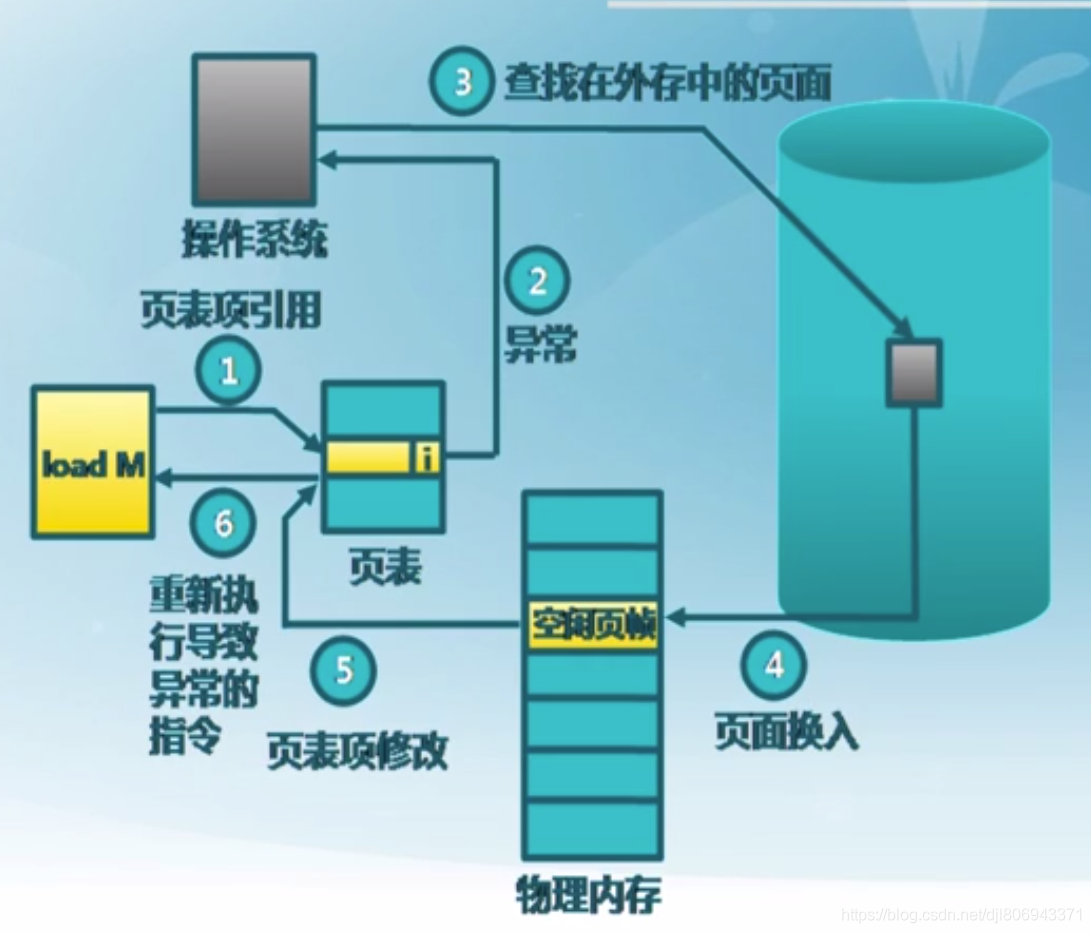 3 查找在外存中的页面
操作系统
2
异常
页表项引用
1
load M
i
6
重新执
行导致
异常的
指令
页表
空闲页帧
5
页表项修改
4
页面换入
物理内存
https://blog.csdn.net/djl806943371